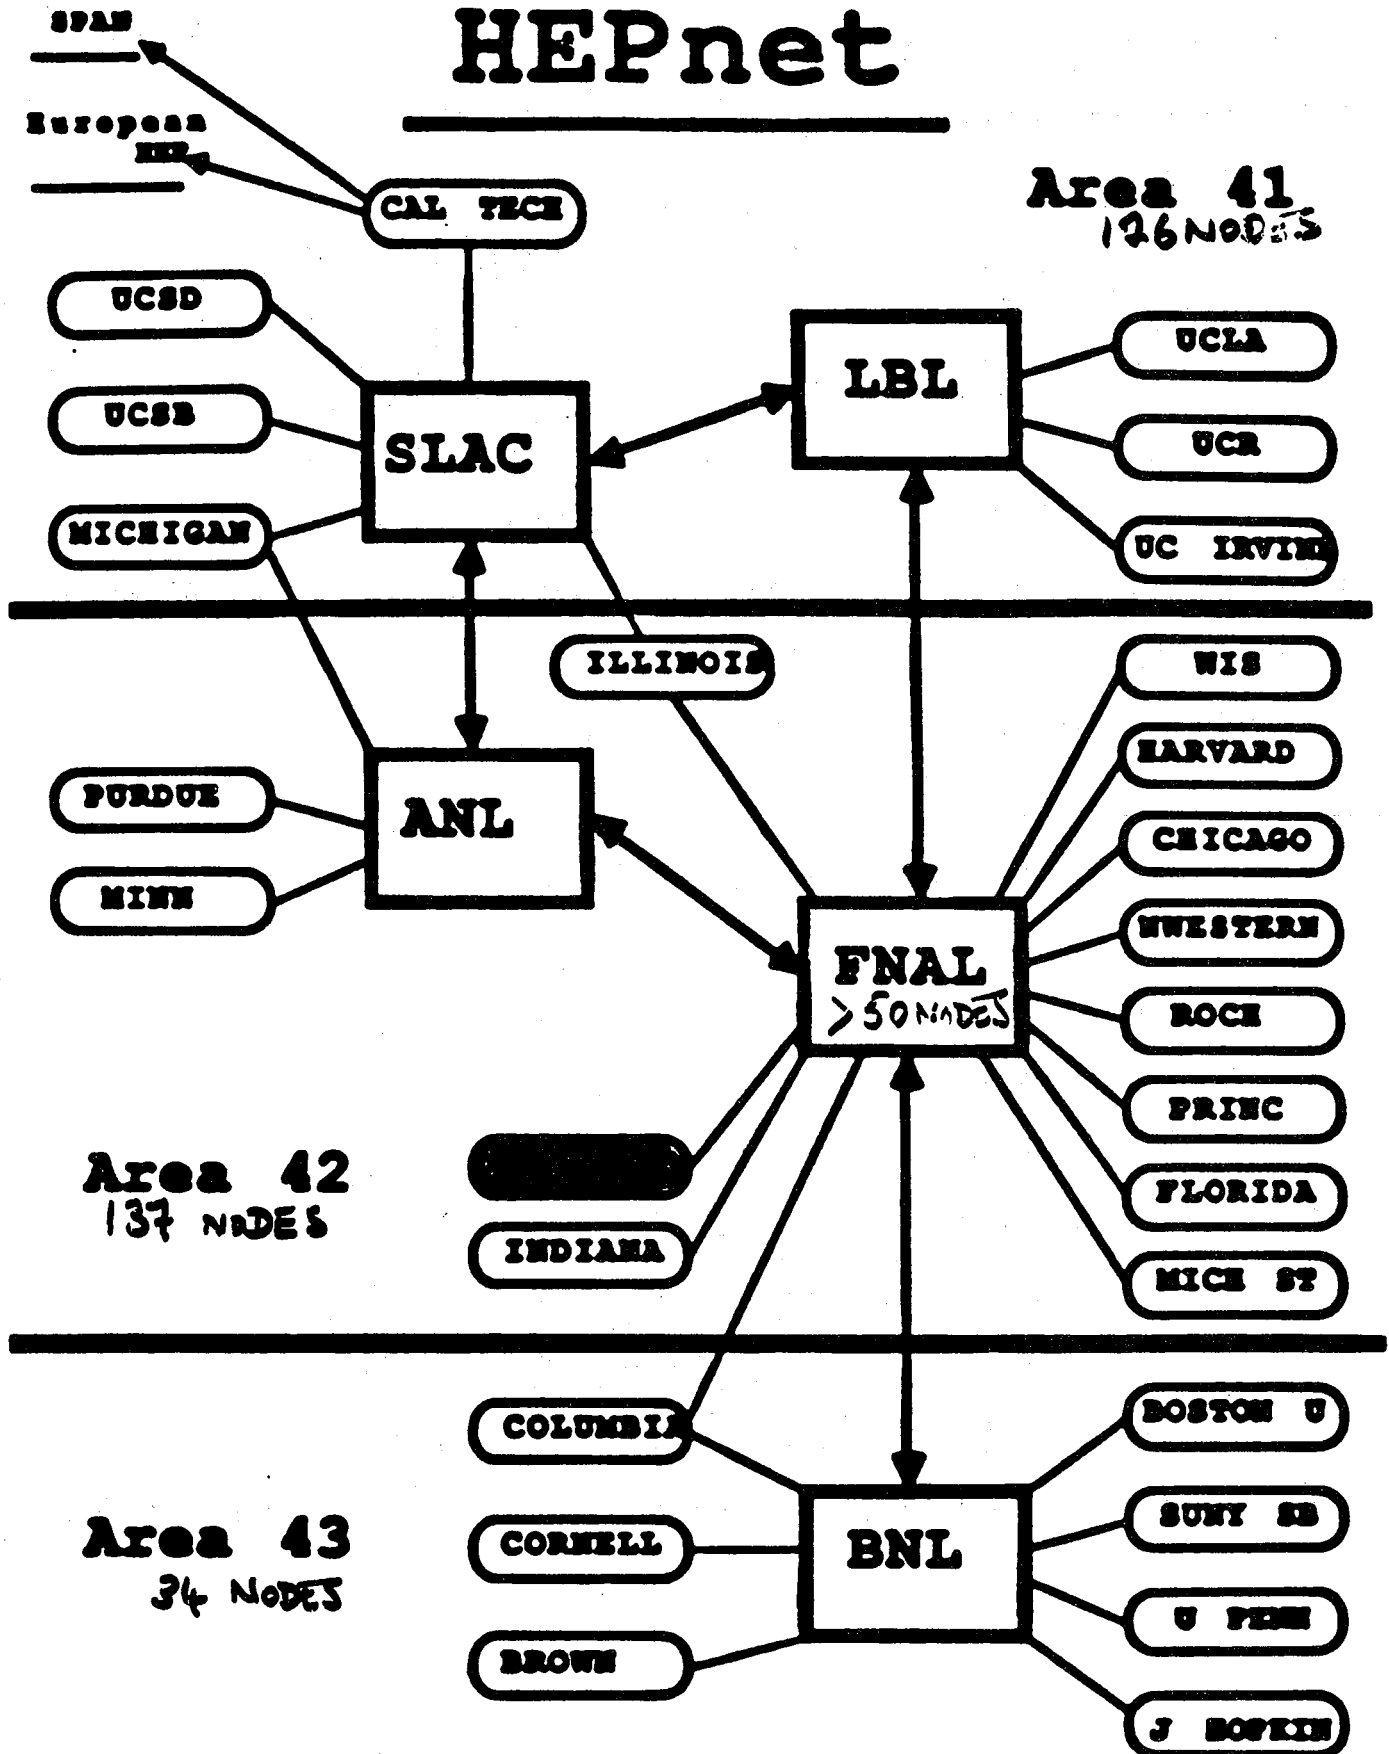 SPAN
HEPnet
European
HEP
CAL TECH
Area 41
126 NODES
UCSD
LBL
UCLA
UCSB
SLAC
UCR
MICHIGAN
UC IRVINE
ILLINOIS
WIS
HARVARD
PURDUE
ANL
CHICAGO
MINN
NWESTERN
FNAL
> 50 NODES
ROCH
PRINC
Area 42
137 NODES
FLORIDA
INDIANA
MICH ST
COLUMBIA
BOSTON U
Area 43
34 NODES
CORNELL
BNL
SUNY SB
U PENN
BROWN
J HOPKIN